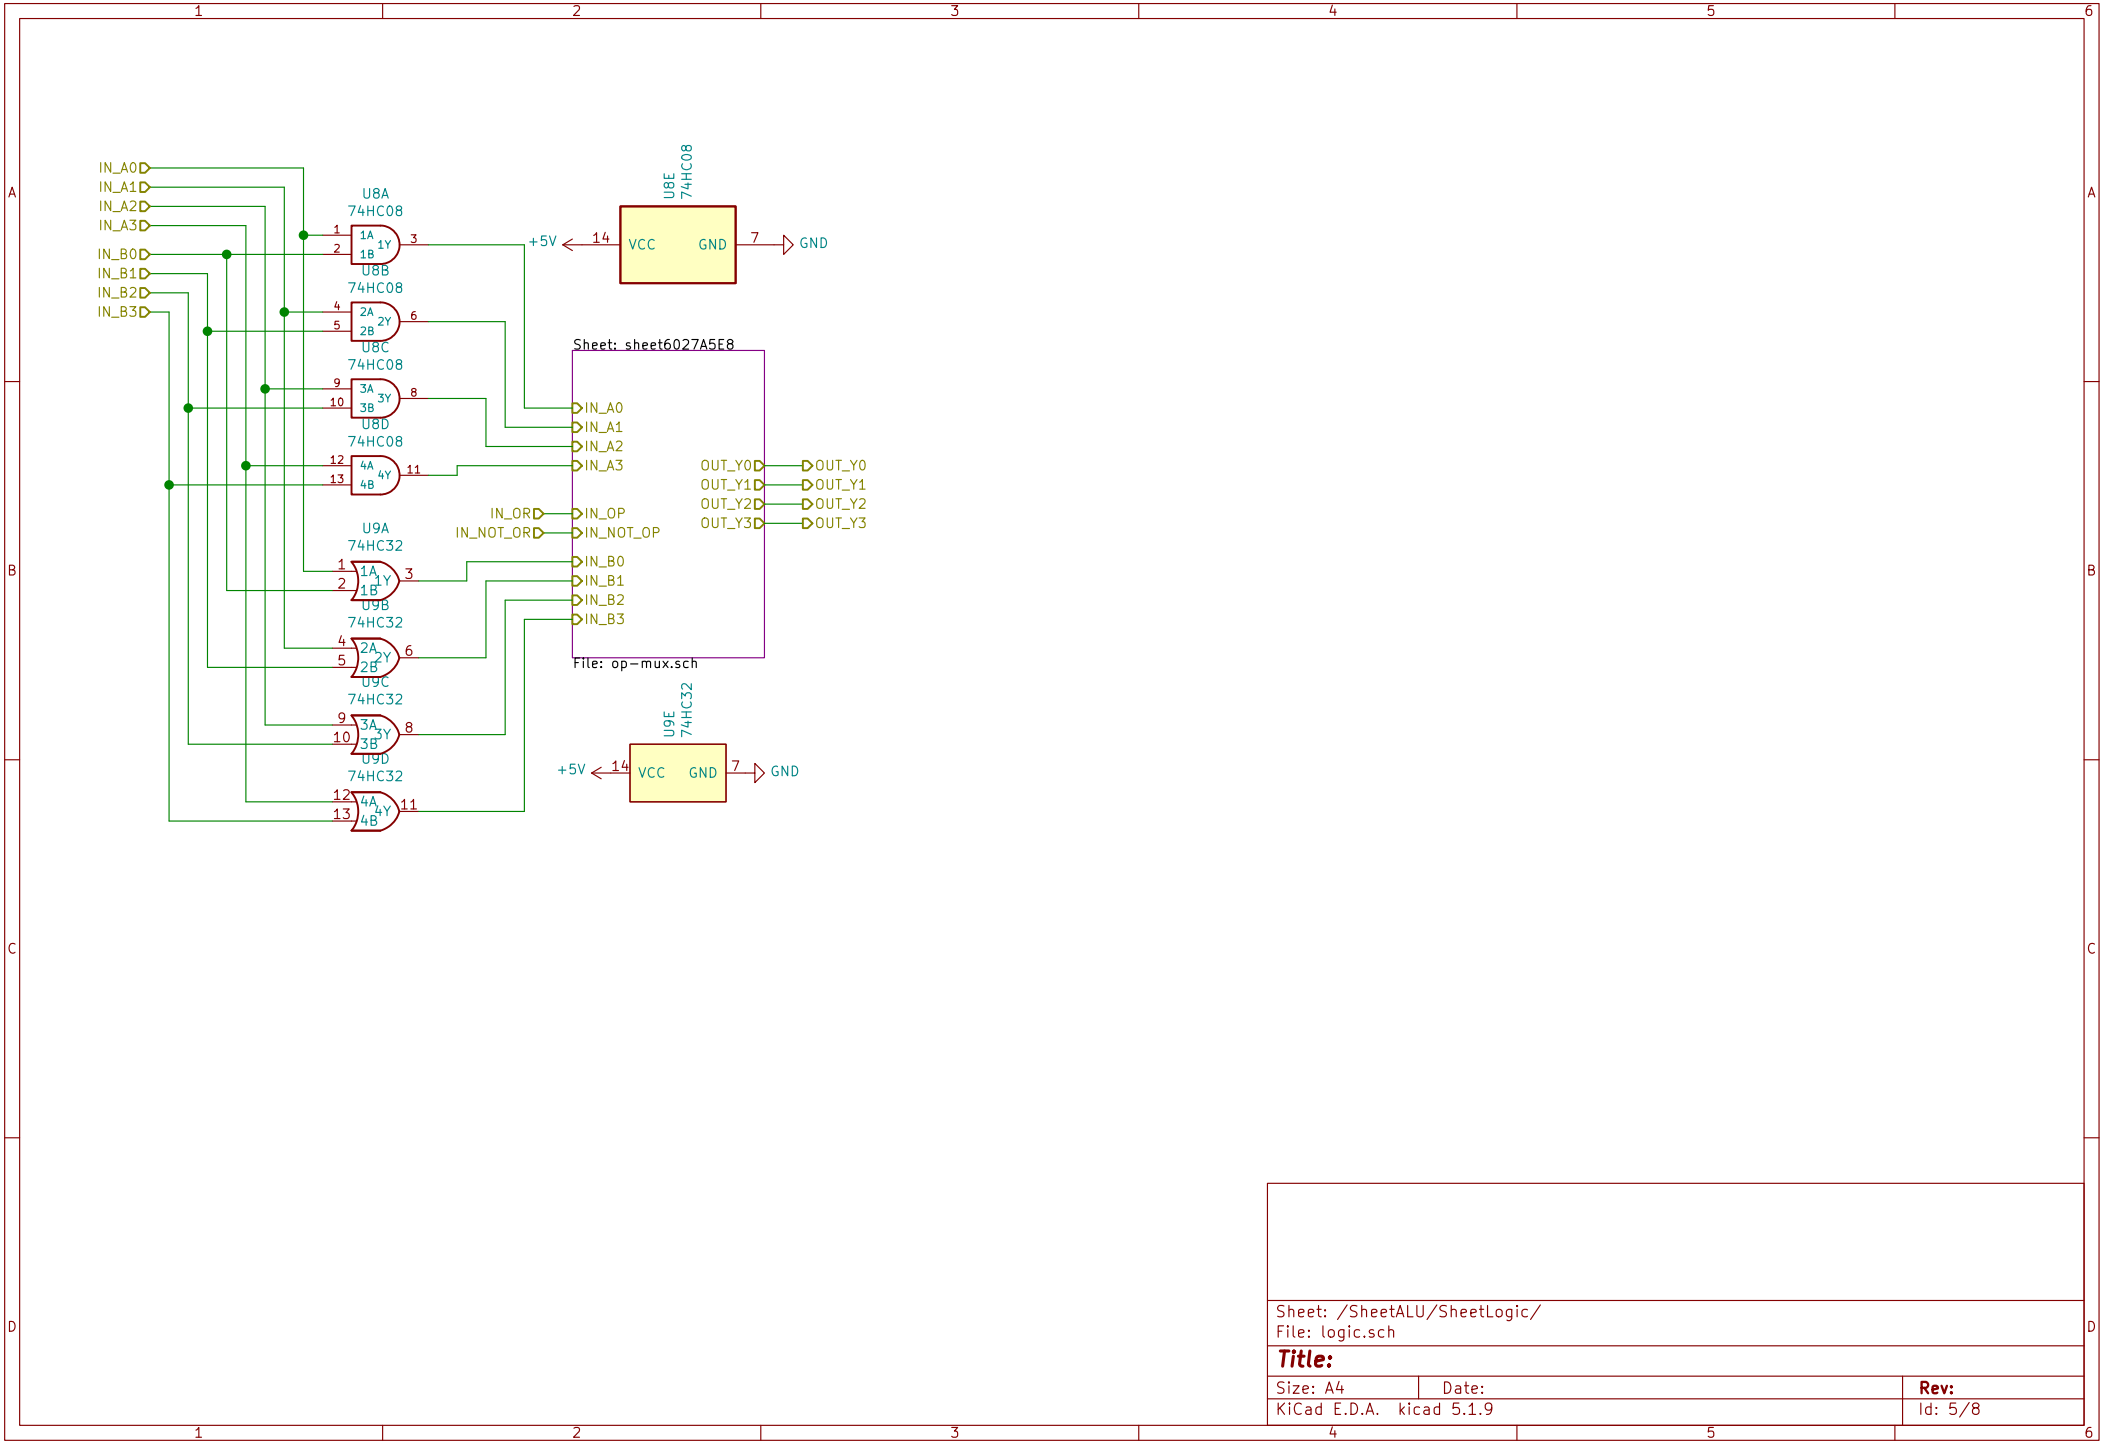 1 2 3 4 5 6
A A
B B
C C
D D
IN_A0
IN_A1
IN_A2
IN_A3
IN_B0
IN_B1
IN_B2
IN_B3
U8A
74HC08
1 1A
2 1B
1Y 3
U8B
74HC08
4 2A
5 2B
2Y 6
U8C
74HC08
9 3A
10 3B
3Y 8
U8D
74HC08
12 4A
13 4B
4Y 11
U9A
74HC32
1 1A
2 1B
1Y 3
U9B
74HC32
4 2A
5 2B
2Y 6
U9C
74HC32
9 3A
10 3B
3Y 8
U9D
74HC32
12 4A
13 4B
4Y 11
U8E
74HC08
+5V 14 VCC GND 7 GND
Sheet: sheet6027A5E8
IN_A0
IN_A1
IN_A2
IN_A3
IN_OR IN_OP
IN_NOT_OR IN_NOT_OP
IN_B0
IN_B1
IN_B2
IN_B3
OUT_Y0 OUT_Y0
OUT_Y1 OUT_Y1
OUT_Y2 OUT_Y2
OUT_Y3 OUT_Y3
File: op-mux.sch
U9E
74HC32
+5V 14 VCC GND 7 GND
Sheet: /SheetALU/SheetLogic/
File: logic.sch
Title:
Size: A4 Date: Rev:
KiCad E.D.A. kicad 5.1.9 Id: 5/8
1 2 3 4 5 6